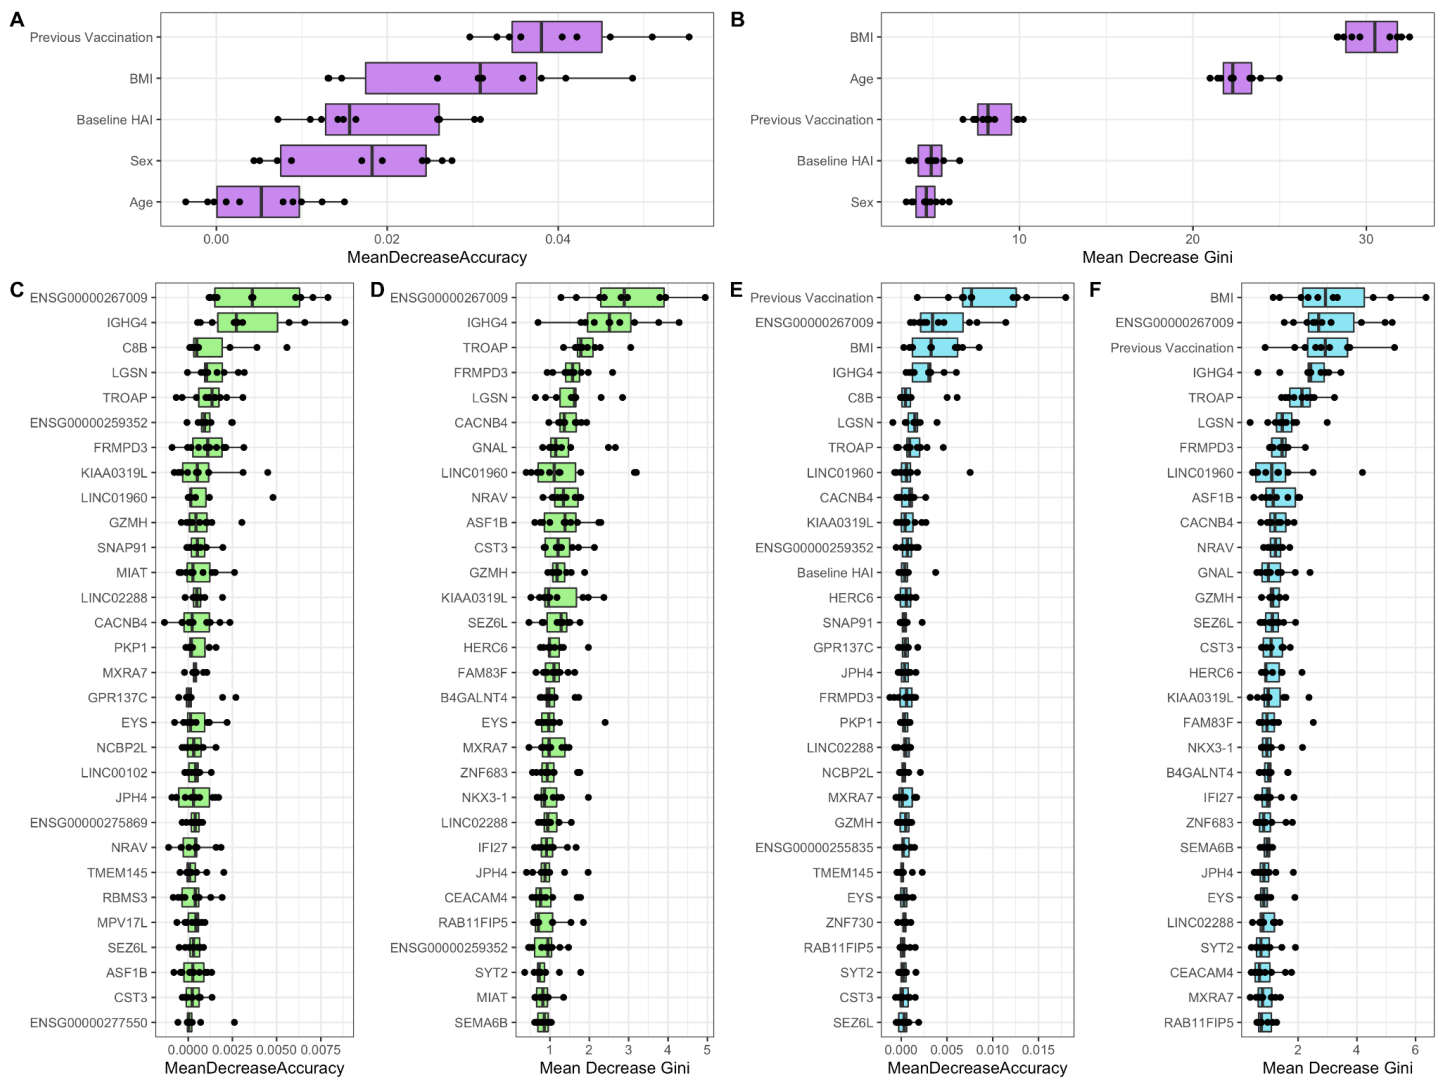 A
Previous Vaccination
BMI
Baseline HAI
Sex
Age
0.00
0.02
0.04
MeanDecreaseAccuracy
B
BMI
Age
Previous Vaccination
Baseline HAI
Sex
10
20
30
Mean Decrease Gini
C
ENSG00000267009
IGHG4
C8B
LGSN
TROAP
ENSG00000259352
FRMPD3
KIAA0319L
LINC01960
GZMH
SNAP91
MIAT
LINC02288
CACNB4
PKP1
MXRA7
GPR137C
EYS
NCBP2L
LINC00102
JPH4
ENSG00000275869
NRAV
TMEM145
RBMS3
MPV17L
SEZ6L
ASF1B
CST3
ENSG00000277550
0.0000
0.0025
0.0050
0.0075
MeanDecreaseAccuracy
D
ENSG00000267009
IGHG4
TROAP
FRMPD3
LGSN
CACNB4
GNAL
LINC01960
NRAV
ASF1B
CST3
GZMH
KIAA0319L
SEZ6L
HERC6
FAM83F
B4GALNT4
EYS
MXRA7
ZNF683
NKX3-1
LINC02288
IFI27
JPH4
CEACAM4
RAB11FIP5
ENSG00000259352
SYT2
MIAT
SEMA6B
1
2
3
4
5
Mean Decrease Gini
E
Previous Vaccination
ENSG00000267009
BMI
IGHG4
C8B
LGSN
TROAP
LINC01960
CACNB4
KIAA0319L
ENSG00000259352
Baseline HAI
HERC6
SNAP91
GPR137C
JPH4
FRMPD3
PKP1
LINC02288
NCBP2L
MXRA7
GZMH
ENSG00000255835
TMEM145
EYS
ZNF730
RAB11FIP5
SYT2
CST3
SEZ6L
0.000
0.005
0.010
0.015
MeanDecreaseAccuracy
F
BMI
ENSG00000267009
Previous Vaccination
IGHG4
TROAP
LGSN
FRMPD3
LINC01960
ASF1B
CACNB4
NRAV
GNAL
GZMH
SEZ6L
CST3
HERC6
KIAA0319L
FAM83F
NKX3-1
B4GALNT4
IFI27
ZNF683
SEMA6B
JPH4
EYS
LINC02288
SYT2
CEACAM4
MXRA7
RAB11FIP5
2
4
6
Mean Decrease Gini